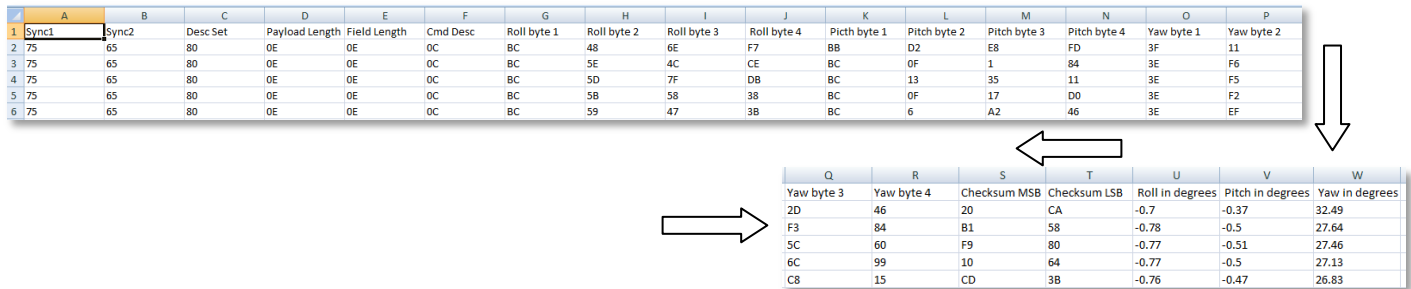 A B C D E F G H I J K L M N O P
1 Sync1 Sync2 Desc Set Payload Length Field Length Cmd Desc Roll byte 1 Roll byte 2 Roll byte 3 Roll byte 4 Picth byte 1 Pitch byte 2 Pitch byte 3 Pitch byte 4 Yaw byte 1 Yaw byte 2
2 75 65 80 0E 0E 0C BC 48 6E F7 BB D2 E8 FD 3F 11
3 75 65 80 0E 0E 0C BC 5E 4C CE BC 0F 1 84 3E F6
4 75 65 80 0E 0E 0C BC 5D 7F DB BC 13 35 11 3E F5
5 75 65 80 0E 0E 0C BC 5B 58 38 BC 0F 17 D0 3E F2
6 75 65 80 0E 0E 0C BC 59 47 3B BC 6 A2 46 3E EF
Q R S T U V W
Yaw byte 3 Yaw byte 4 Checksum MSB Checksum LSB Roll in degrees Pitch in degrees Yaw in degrees
2D 46 20 CA -0.7 -0.37 32.49
F3 84 B1 58 -0.78 -0.5 27.64
5C 60 F9 80 -0.77 -0.51 27.46
6C 99 10 64 -0.77 -0.5 27.13
C8 15 CD 3B -0.76 -0.47 26.83